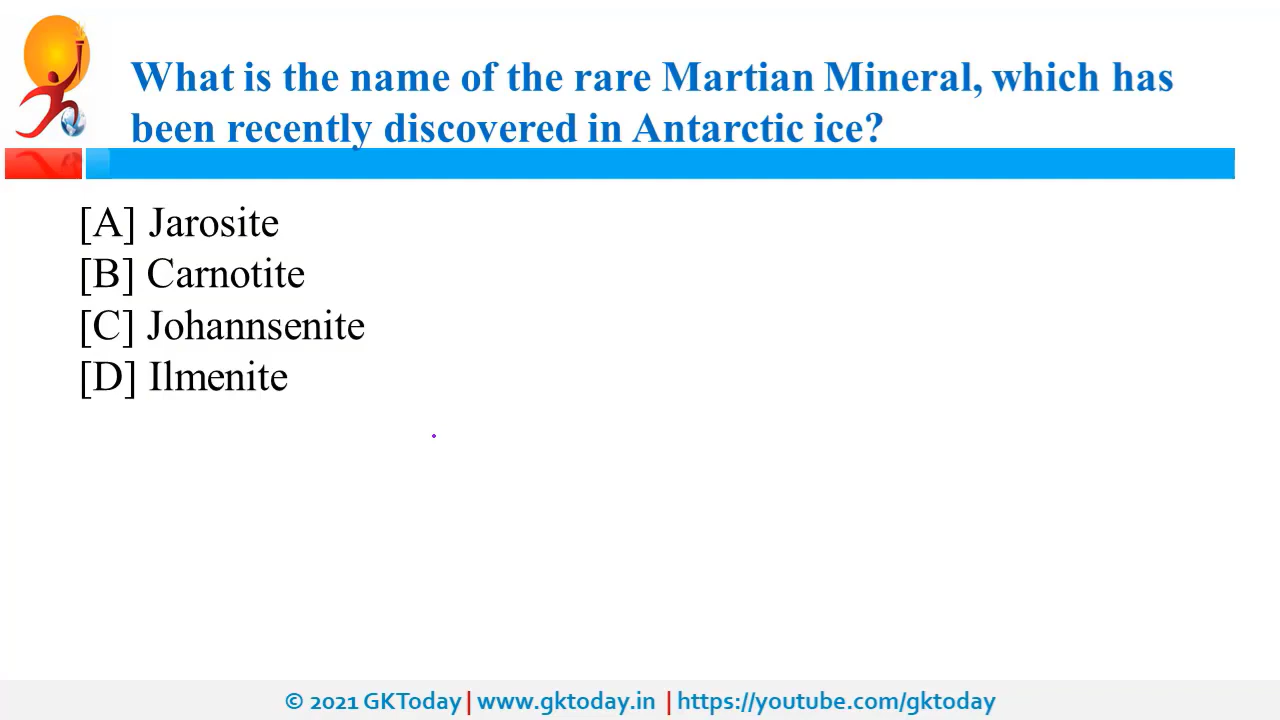 What is the name of the rare Martian Mineral, which has
been recently discovered in Antarctic ice?
[A] Jarosite
[B] Carnotite
[C] Johannsenite
[D] Ilmenite
© 2021 GKToday | www.gktoday.in | https://youtube.com/gktoday